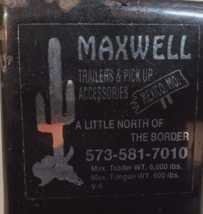 MAXWELL
TRAILERS & PICK UP
ACCESSORIES
MEXICO, MO.
A LITTLE NORTH OF
THE BORDER
573-581-7010
Max. Trailer WT. 6,000 lbs.
Max. Tongue WT. 600 lbs.
V-5